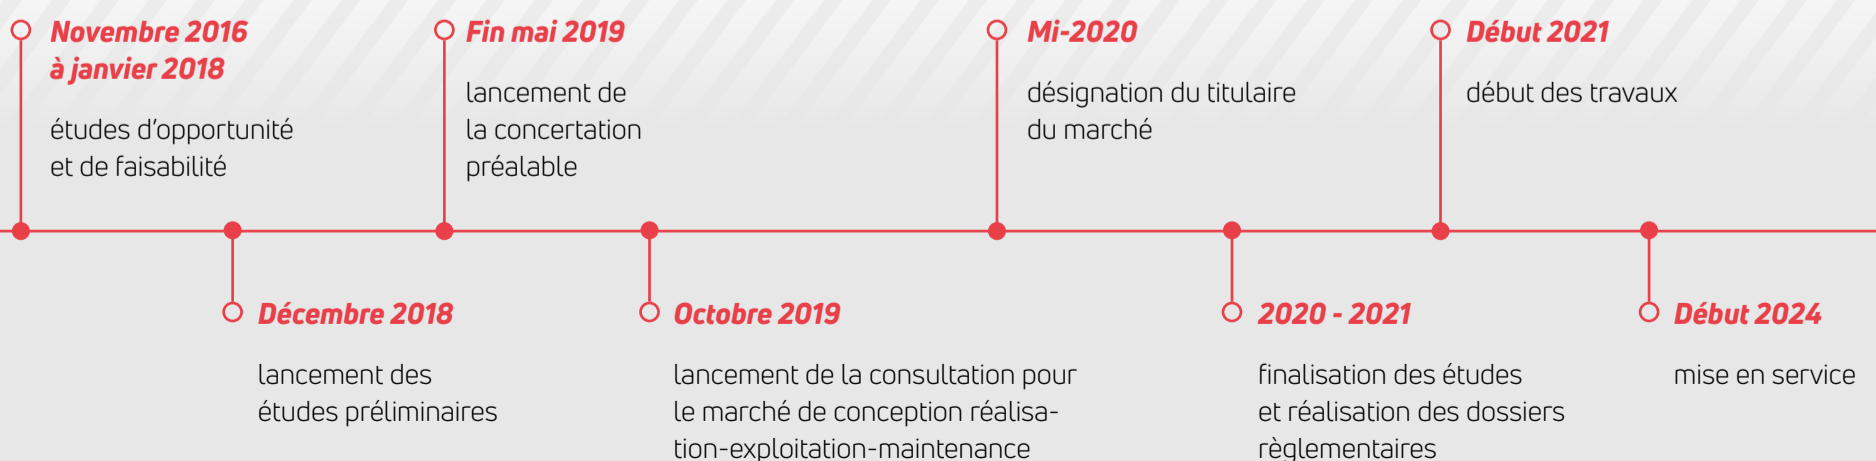 Novembre 2016
à janvier 2018
études d'opportunité
et de faisabilité
Décembre 2018
lancement des
études préliminaires
Fin mai 2019
lancement de
la concertation
préalable
Octobre 2019
lancement de la consultation pour
le marché de conception réalisa-
tion-exploitation-maintenance
Mi-2020
désignation du titulaire
du marché
2020 - 2021
finalisation des études
et réalisation des dossiers
règlementaires
Début 2021
début des travaux
Début 2024
mise en service